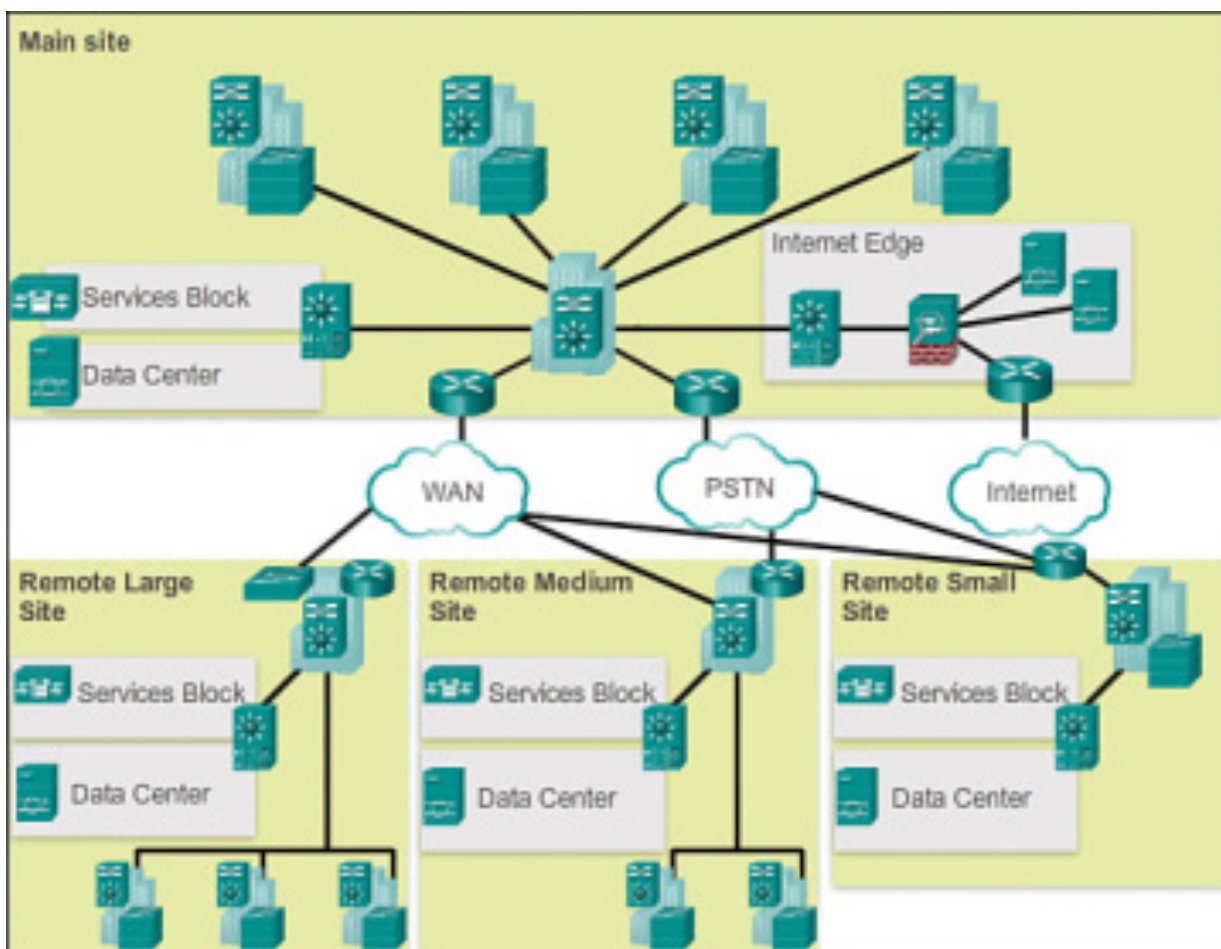 Main site
Internet Edge
Services Block
Data Center
WAN
PSTN
Internet
Remote Large
Site
Services Block
Data Center
Remote Medium
Site
Services Block
Data Center
Remote Small
Site
Services Block
Data Center